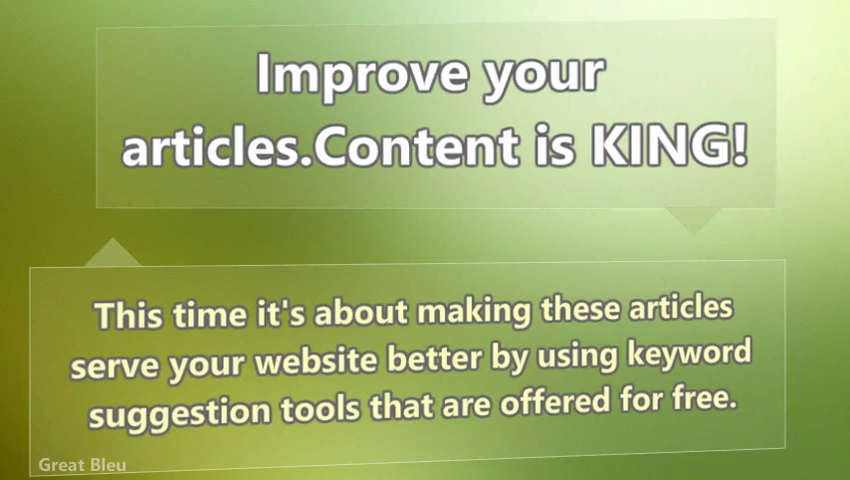 Improve your
articles.Content is KING!
This time it's about making these articles
serve your website better by using keyword
suggestion tools that are offered for free.
Great Bleu